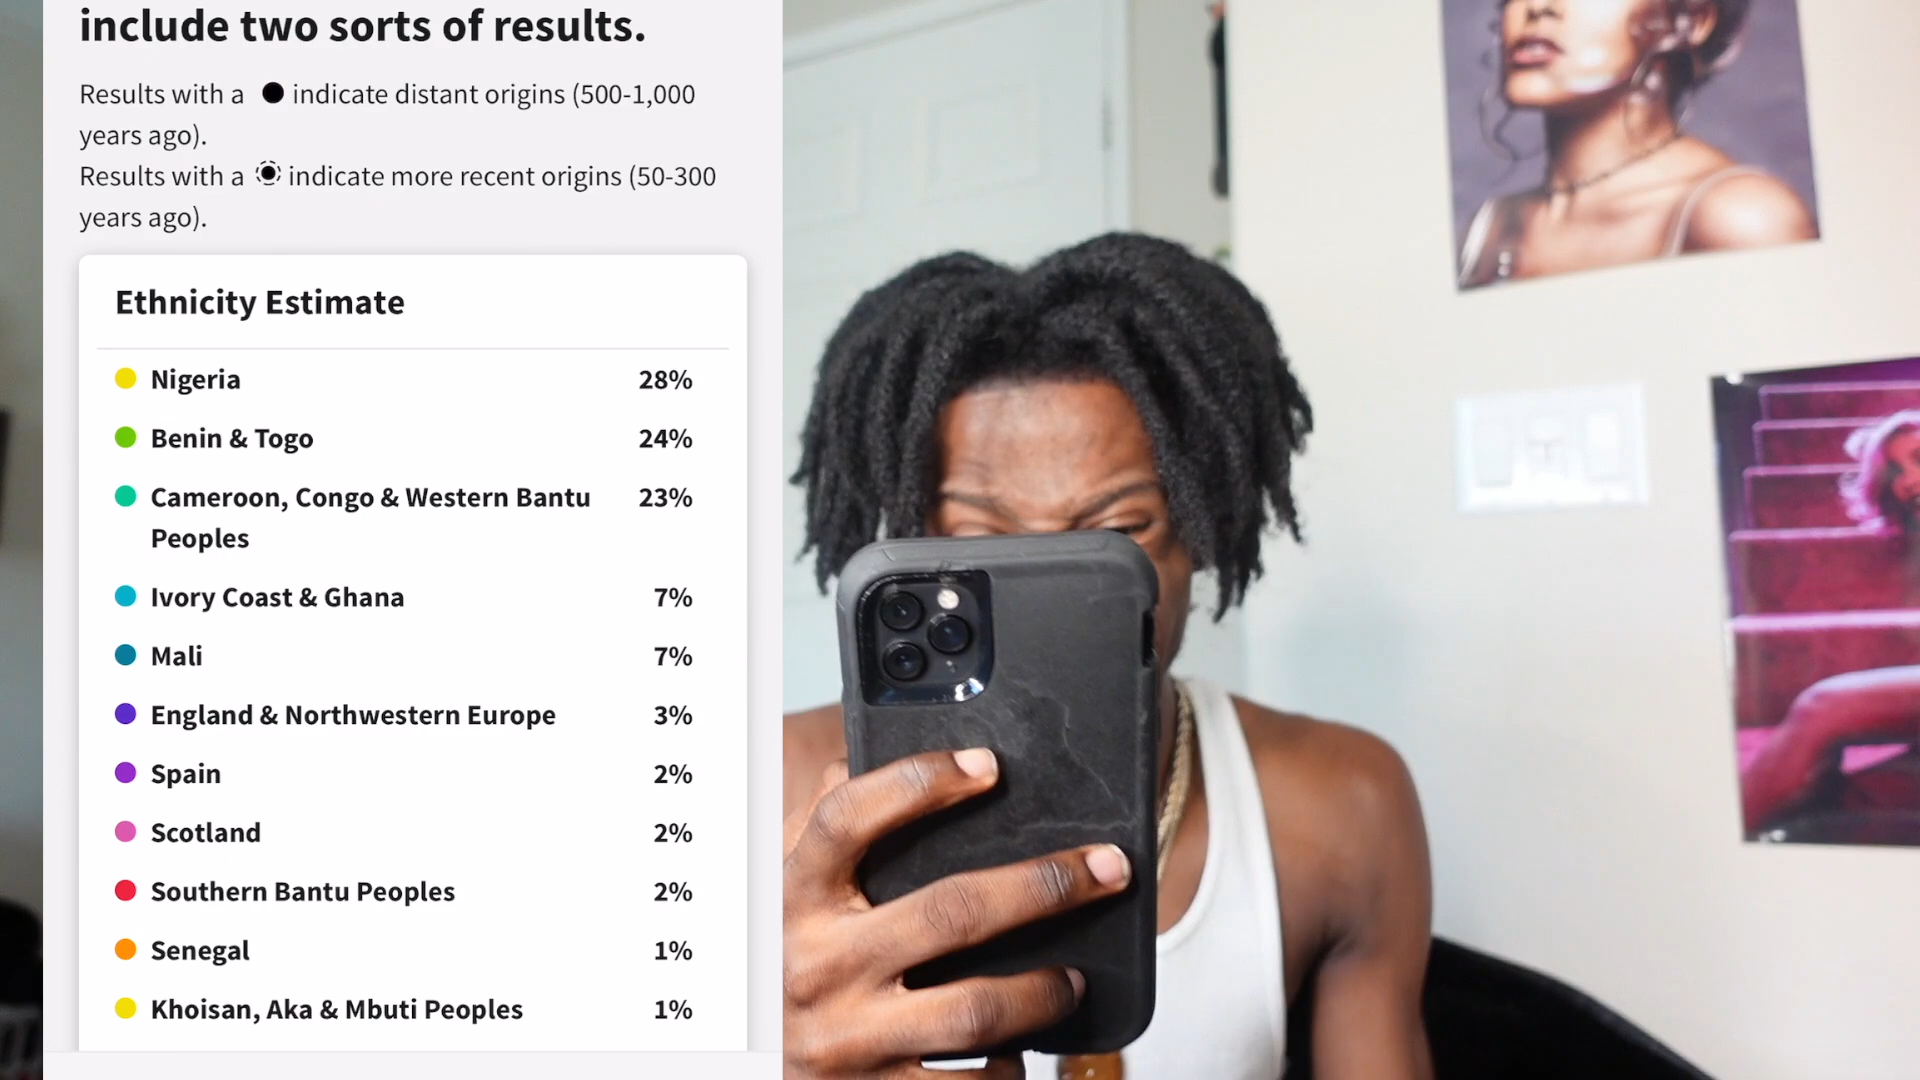 include two sorts of results.
Results with a ● indicate distant origins (500-1,000
years ago).
Results with a indicate more recent origins (50-300
years ago).
Ethnicity Estimate
Nigeria 28%
Benin & Togo 24%
Cameroon, Congo & Western Bantu 23%
Peoples
Ivory Coast & Ghana 7%
Mali 7%
England & Northwestern Europe 3%
Spain 2%
Scotland 2%
Southern Bantu Peoples 2%
Senegal 1%
Khoisan, Aka & Mbuti Peoples 1%